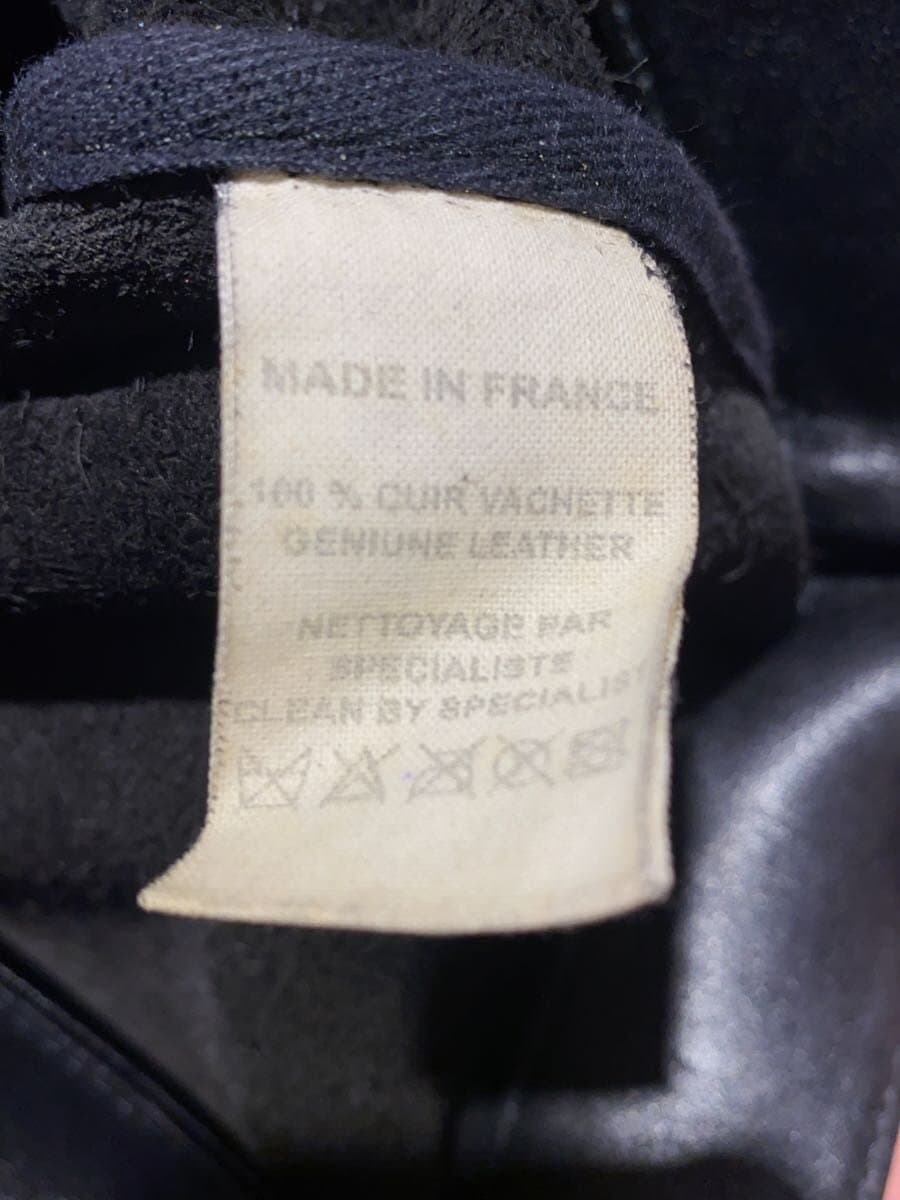 MADE IN FRANCE
100 % CUIR VACHETTE
GENIUNE LEATHER
NETTOYAGE PAR
SPECIALISTE
CLEAN BY SPECIALIST